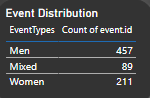 Event Distribution
EventTypes Count of event.id
Men 457
Mixed 89
Women 211